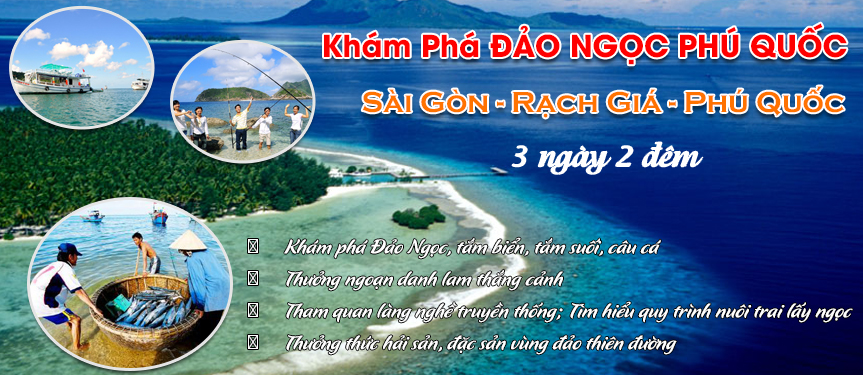 Khám Phá ĐẢO NGỌC PHÚ QUỐC
SÀI GÒN - RẠCH GIÁ - PHÚ QUỐC
3 ngày 2 đêm
Khám phá Đảo Ngọc, tắm biển, tắm suối, câu cá
Thưởng ngoạn danh lam thắng cảnh
Tham quan làng nghề truyền thống; Tìm hiểu quy trình nuôi trai lấy ngọc
Thưởng thức hải sản, đặc sản vùng đảo thiên đường